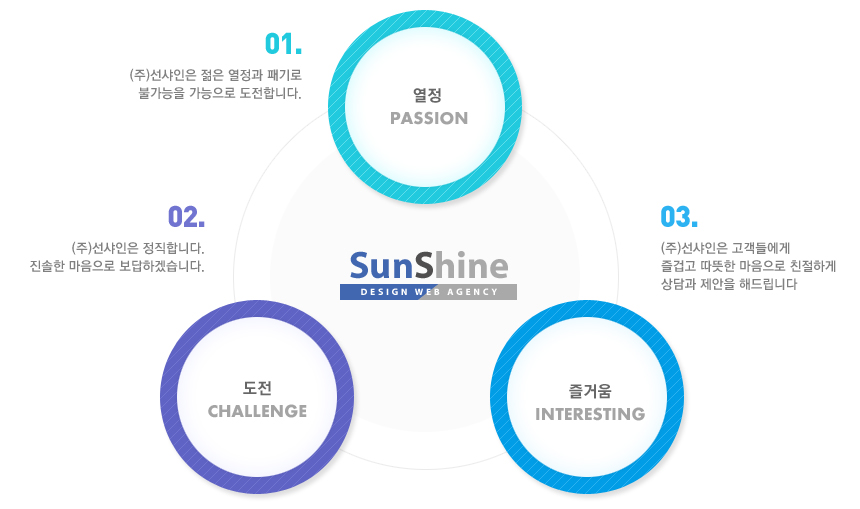 01.
(주)선샤인은 젊은 열정과 패기로
불가능을 가능으로 도전합니다.
열정
PASSION
02.
(주)선샤인은 정직합니다.
진솔한 마음으로 보답하겠습니다.
SunShine
DESIGN WEB AGENCY
03.
(주)선샤인은 고객들에게
즐겁고 따뜻한 마음으로 친절하게
상담과 제안을 해드립니다
도전
CHALLENGE
즐거움
INTERESTING